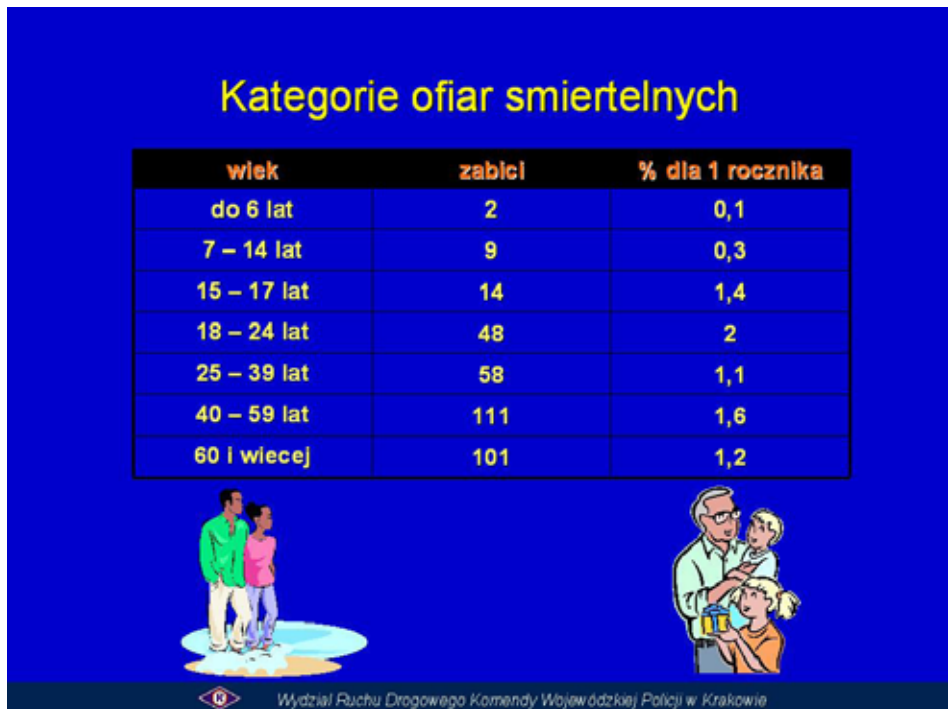 Kategorie ofiar smiertelnych
wiek zabici % dla 1 rocznika
do 6 lat 2 0,1
7 – 14 lat 9 0,3
15 – 17 lat 14 1,4
18 – 24 lat 48 2
25 – 39 lat 58 1,1
40 – 59 lat 111 1,6
60 i wiecej 101 1,2
R Wydzial Ruchu Drogowego Komendy Wojewódzkiej Policji w Krakowie